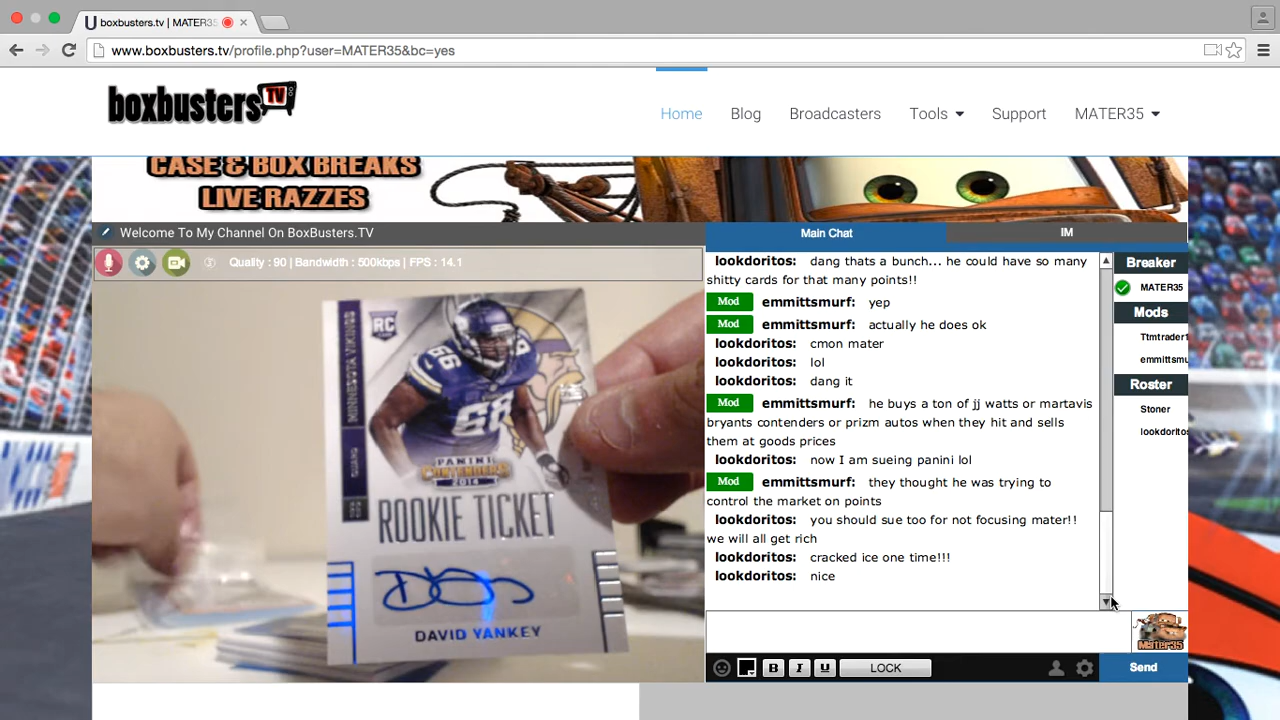 boxbusters.tv | MATER35
www.boxbusters.tv/profile.php?user=MATER35&bc=yes
boxbusters TV
Home Blog Broadcasters Tools Support MATER35
CASE & BOX BREAKS
LIVE RAZZES
Welcome To My Channel On BoxBusters.TV
Main Chat IM
Quality : 90 | Bandwidth : 500kbps | FPS : 14.1
lookdoritos: dang thats a bunch... he could have so many
shitty cards for that many points!!
Mod emmittsmurf: yep
Mod emmittsmurf: actually he does ok
lookdoritos: cmon mater
lookdoritos: lol
lookdoritos: dang it
Mod emmittsmurf: he buys a ton of jj watts or martavis
bryants contenders or prizm autos when they hit and sells
them at goods prices
lookdoritos: now I am sueing panini lol
Mod emmittsmurf: they thought he was trying to
control the market on points
lookdoritos: you should sue too for not focusing mater!!
we will all get rich
lookdoritos: cracked ice one time!!!
lookdoritos: nice
Breaker
MATER35
Mods
Ttmtrader1
emmittsmu
Roster
Stoner
lookdoritos
RC
MINNESOTA VIKINGS
GUARD
66
PANINI
CONTENDERS
2014
ROOKIE TICKET
DAVID YANKEY
Mater35
B I U LOCK Send